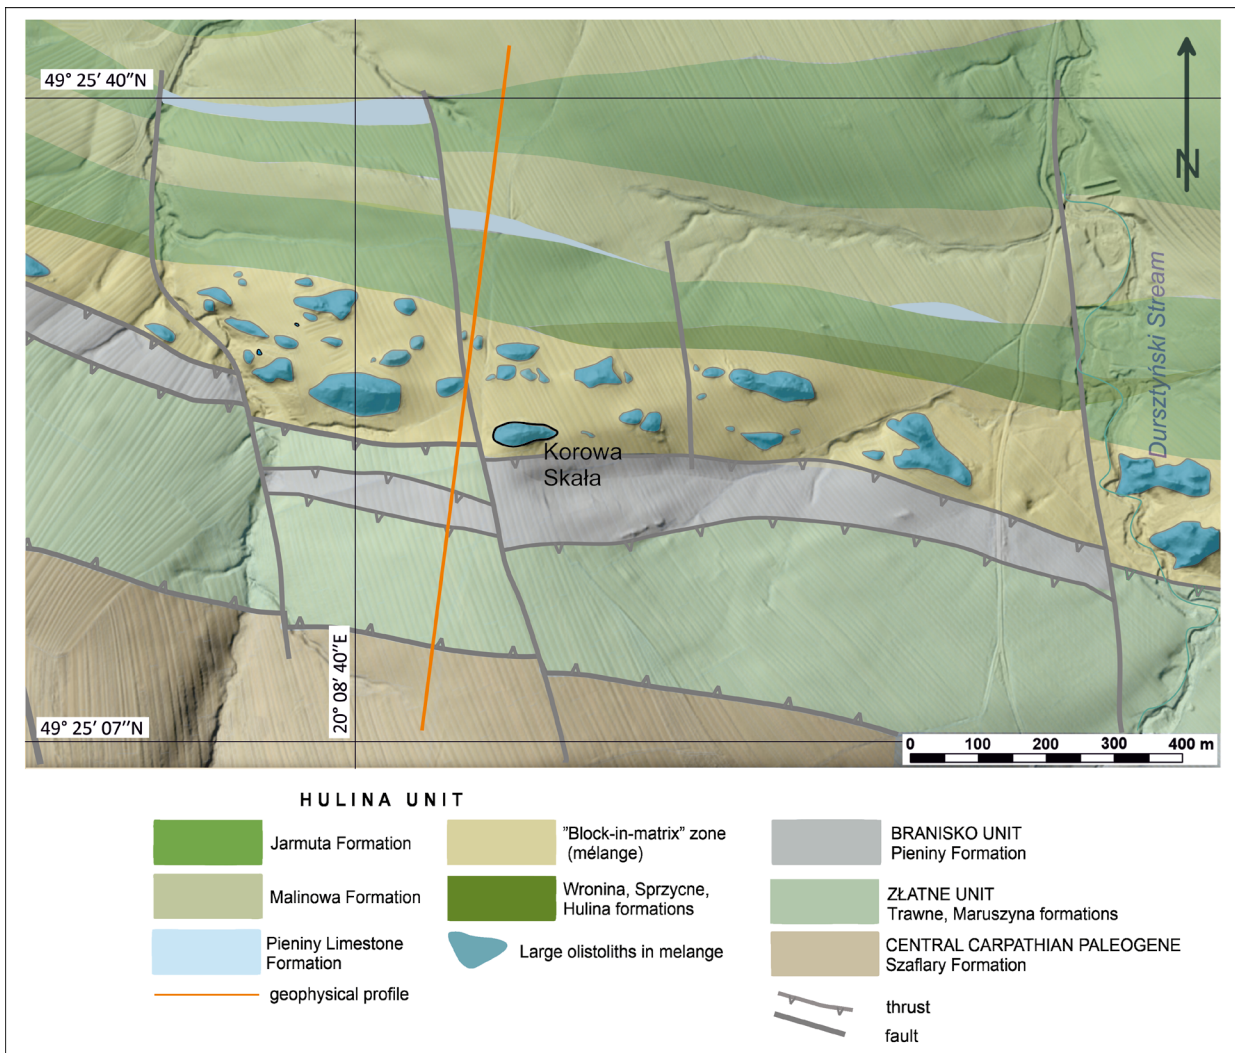 49° 25′ 40″N
N
Dursztyński Stream
Korowa
Skała
20° 08′ 40″E
49° 25′ 07″N
0 100 200 300 400 m
HULINA UNIT
Jarmuta Formation
Malinowa Formation
Pieniny Limestone
Formation
geophysical profile
”Block-in-matrix” zone
(mélange)
Wronina, Sprzycne,
Hulina formations
Large olistoliths in melange
BRANISKO UNIT
Pieniny Formation
ZŁATNE UNIT
Trawne, Maruszyna formations
CENTRAL CARPATHIAN PALEOGENE
Szaflary Formation
thrust
fault